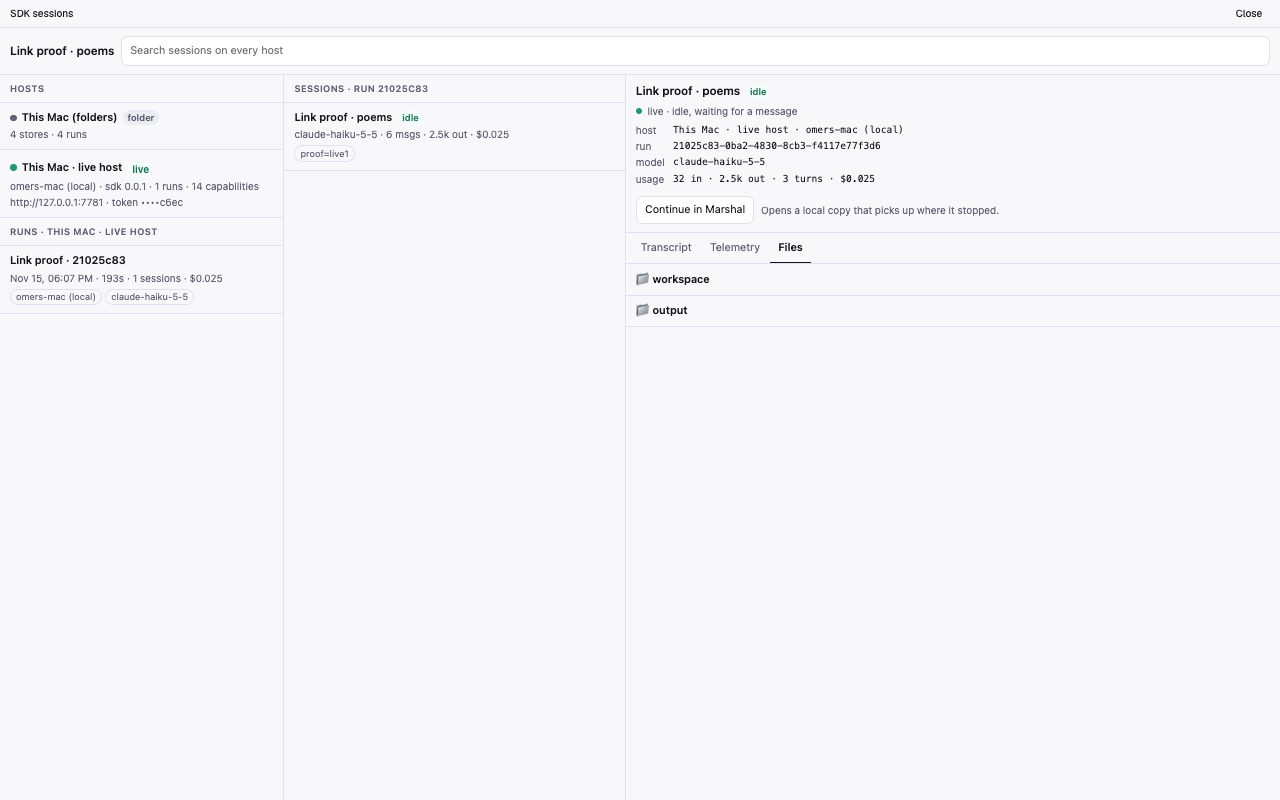 SDK sessions
Close
Link proof · poems
Search sessions on every host
HOSTS
This Mac (folders) folder
4 stores · 4 runs
This Mac · live host live
omers-mac (local) · sdk 0.0.1 · 1 runs · 14 capabilities
http://127.0.0.1:7781 · token ····c6ec
RUNS · THIS MAC · LIVE HOST
Link proof · 21025c83
Nov 15, 06:07 PM · 193s · 1 sessions · $0.025
omers-mac (local) claude-haiku-5-5
SESSIONS · RUN 21025C83
Link proof · poems idle
claude-haiku-5-5 · 6 msgs · 2.5k out · $0.025
proof=live1
Link proof · poems idle
live · idle, waiting for a message
host This Mac · live host · omers-mac (local)
run 21025c83-0ba2-4830-8cb3-f4117e77f3d6
model claude-haiku-5-5
usage 32 in · 2.5k out · 3 turns · $0.025
Continue in Marshal Opens a local copy that picks up where it stopped.
Transcript Telemetry Files
workspace
output